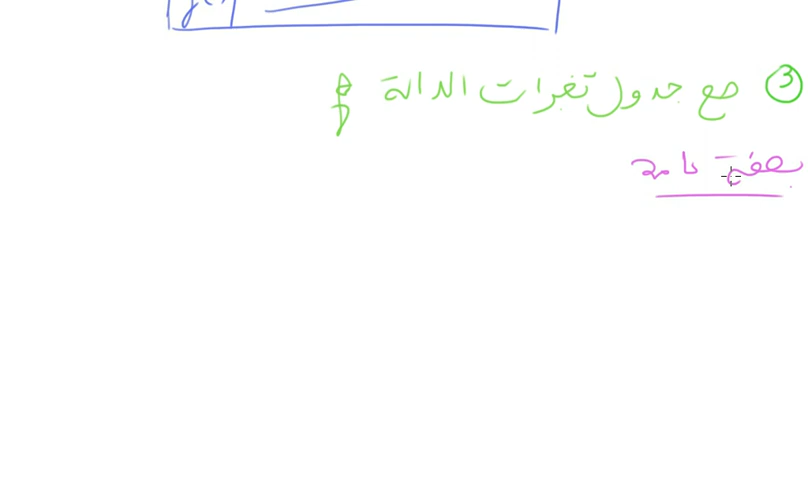 ③ ضع جدول تغيرات الدالة f
بصفة عامة